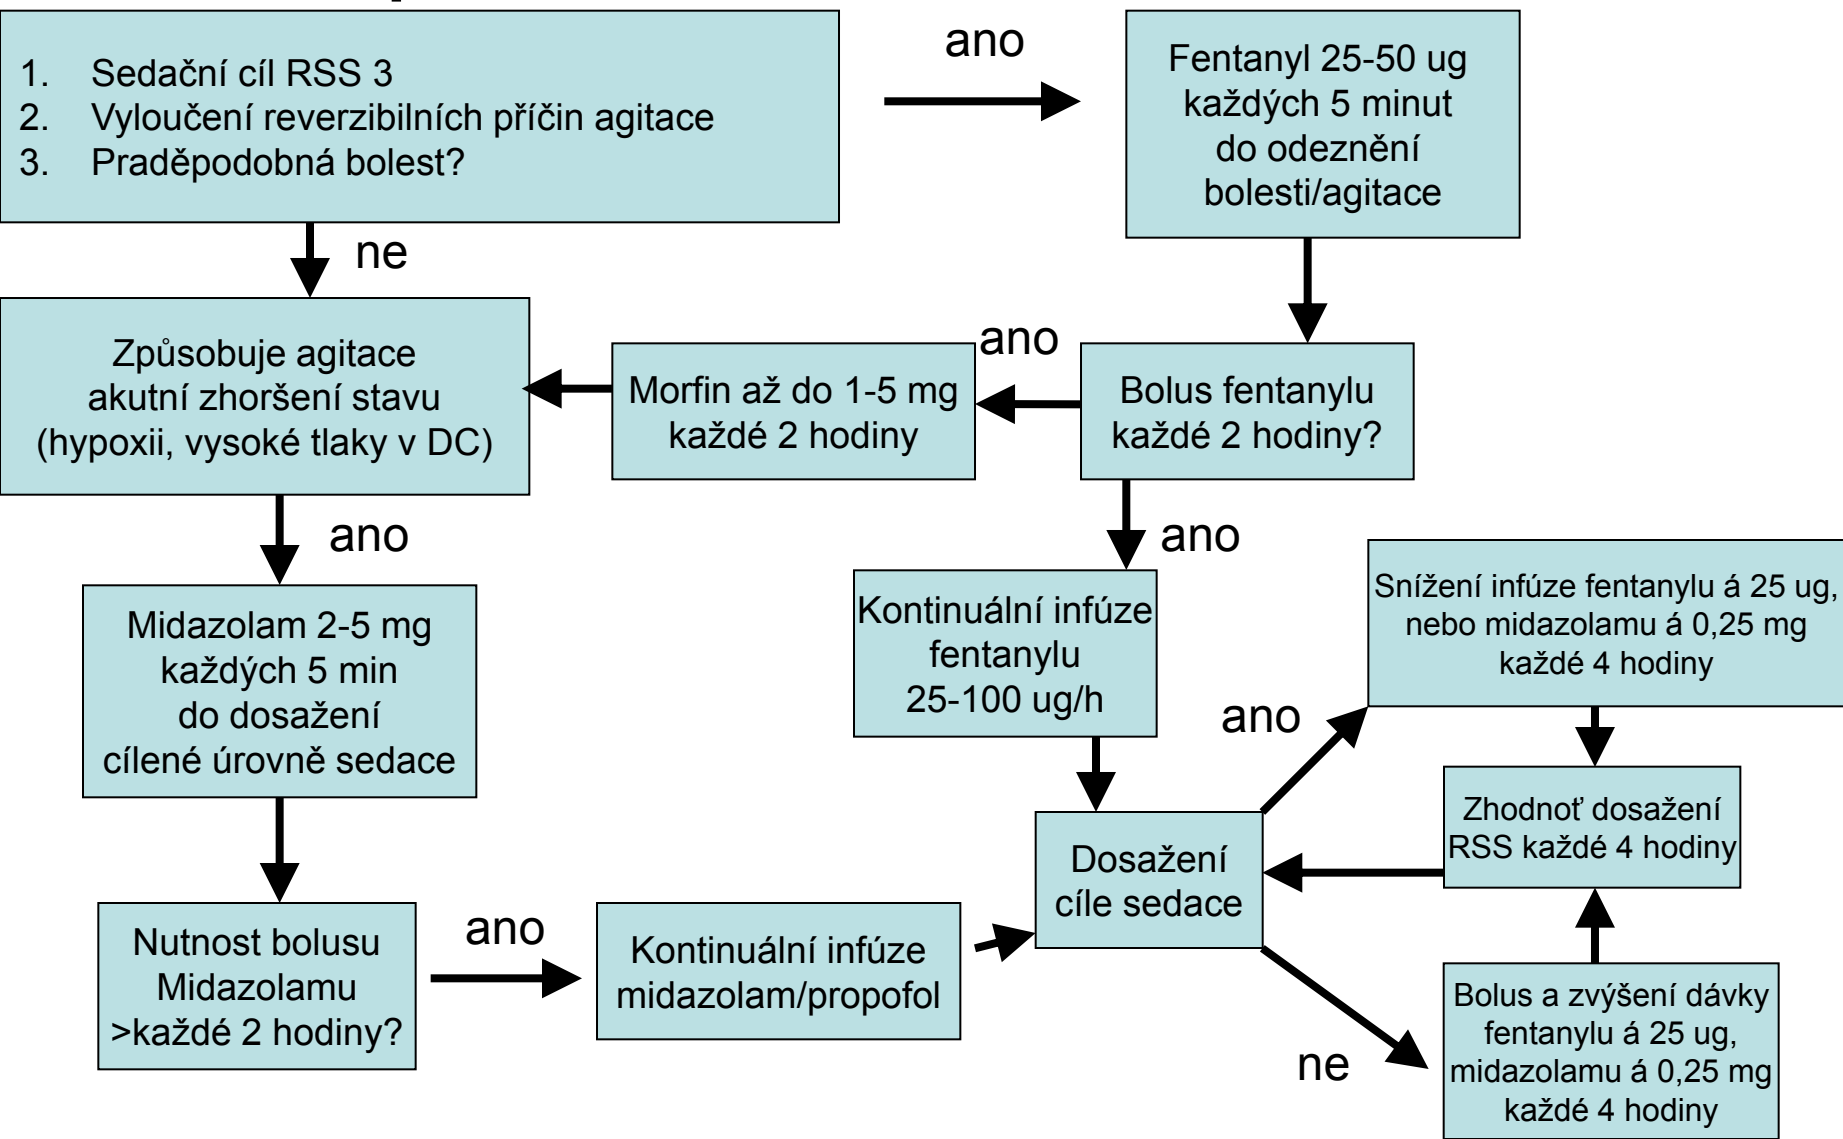 1. Sedační cíl RSS 3
2. Vyloučení reverzibilních příčin agitace
3. Praděpodobná bolest?
ano
Fentanyl 25-50 ug
každých 5 minut
do odeznění
bolesti/agitace
ne
Způsobuje agitace
akutní zhoršení stavu
(hypoxii, vysoké tlaky v DC)
Morfin až do 1-5 mg
každé 2 hodiny
ano
Bolus fentanylu
každé 2 hodiny?
ano
Midazolam 2-5 mg
každých 5 min
do dosažení
cílené úrovně sedace
ano
Kontinuální infúze
fentanylu
25-100 ug/h
Snížení infúze fentanylu á 25 ug,
nebo midazolamu á 0,25 mg
každé 4 hodiny
ano
Zhodnoť dosažení
RSS každé 4 hodiny
Dosažení
cíle sedace
Nutnost bolusu
Midazolamu
>každé 2 hodiny?
ano
Kontinuální infúze
midazolam/propofol
ne
Bolus a zvýšení dávky
fentanylu á 25 ug,
midazolamu á 0,25 mg
každé 4 hodiny